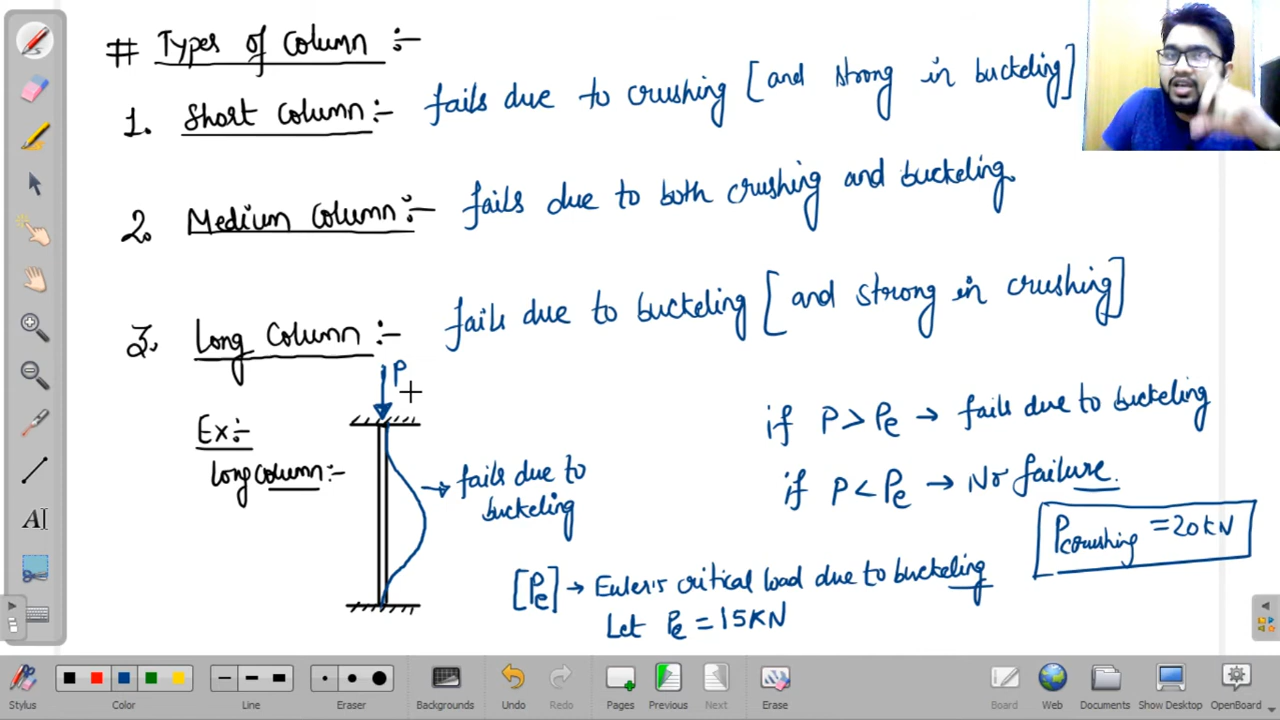 # Types of Column :-
1. Short Column :- fails due to crushing [and strong in buckeling]
2. Medium Column :- fails due to both crushing and buckeling.
3. Long Column :- fails due to buckeling [and strong in crushing]
P
Ex:-
long column :-
fails due to
buckeling
if P > Pe → fails due to buckeling
if P < Pe → No failure.
Pcrushing = 20KN
[Pe] → Euler's critical load due to buckeling
Let Pe = 15KN
Stylus
Color
Line
Eraser
Backgrounds
Undo
Redo
Pages
Previous
Next
Erase
Board
Web
Documents
Show Desktop
OpenBoard